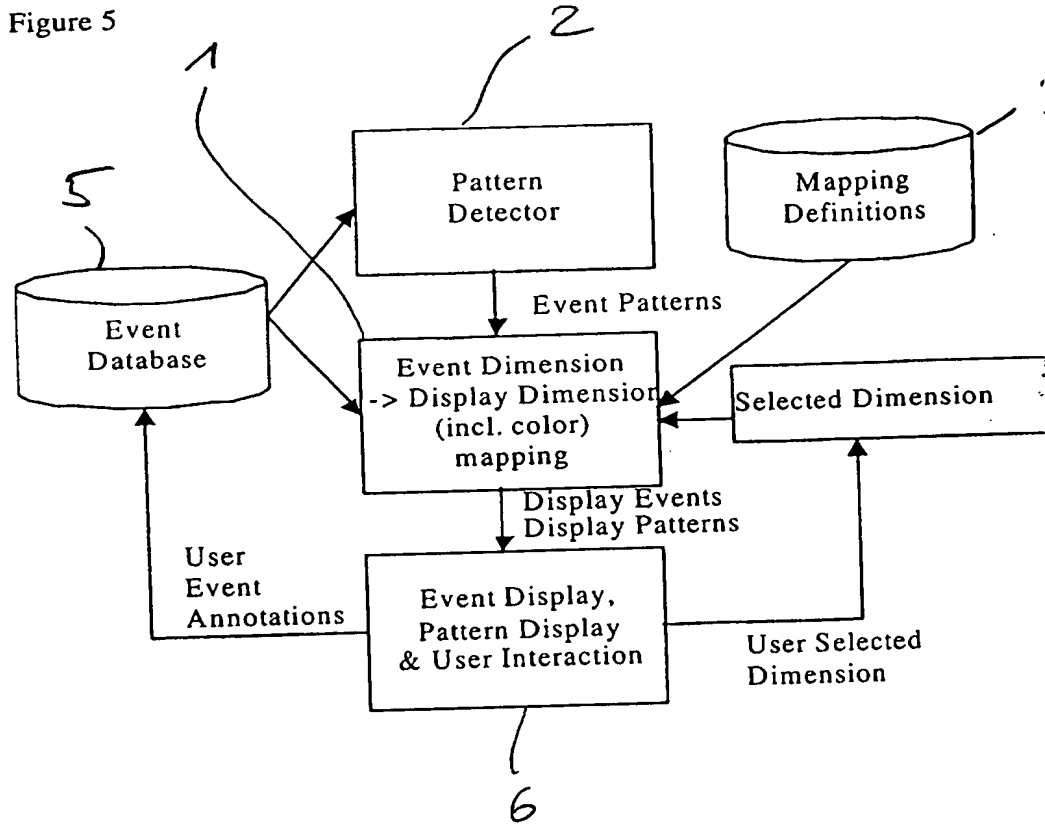 Figure 5
1
2
5
Pattern
Detector
Mapping
Definitions
Event
Database
Event Patterns
Event Dimension
-> Display Dimension
(incl. color)
mapping
Selected Dimension
Display Events
Display Patterns
User
Event
Annotations
Event Display,
Pattern Display
& User Interaction
User Selected
Dimension
6